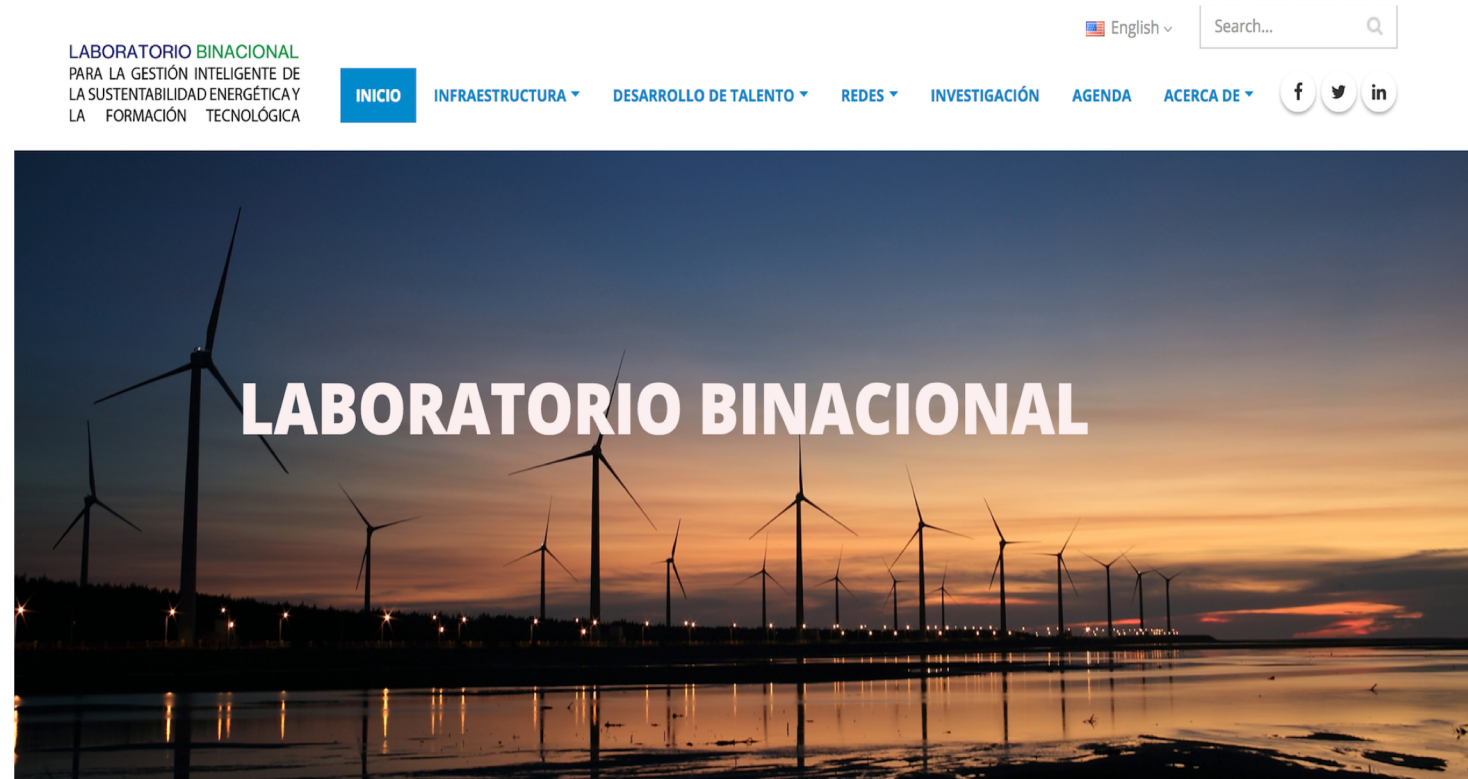 English
Search...
LABORATORIO BINACIONAL
PARA LA GESTIÓN INTELIGENTE DE
LA SUSTENTABILIDAD ENERGÉTICA Y
LA FORMACIÓN TECNOLÓGICA
INICIO INFRAESTRUCTURA DESARROLLO DE TALENTO REDES INVESTIGACIÓN AGENDA ACERCA DE
LABORATORIO BINACIONAL